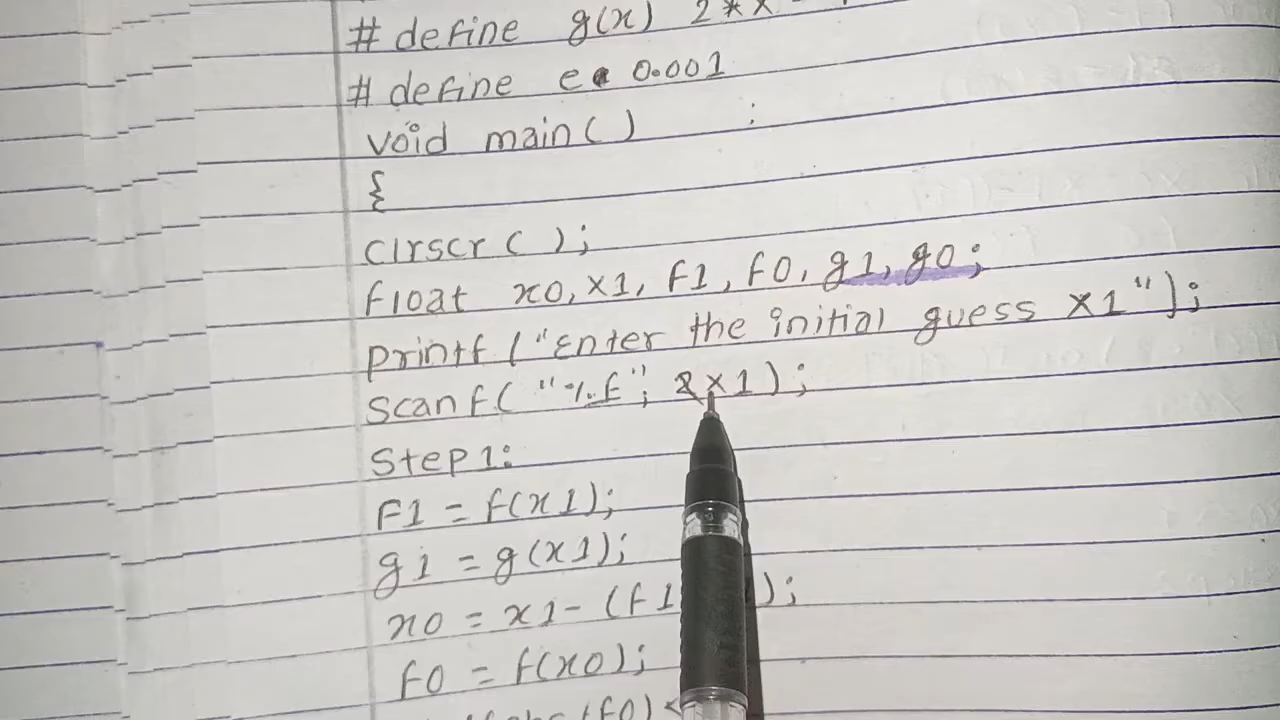 # define g(x) 2*x
# define e 0.001
void main()
{
clrscr();
float x0, x1, f1, f0, g1, g0;
printf("Enter the initial guess x1");
scanf("%f", &x1);
Step1:
f1 = f(x1);
g1 = g(x1);
x0 = x1-(f1 );
f0 = f(x0);
(f0)<